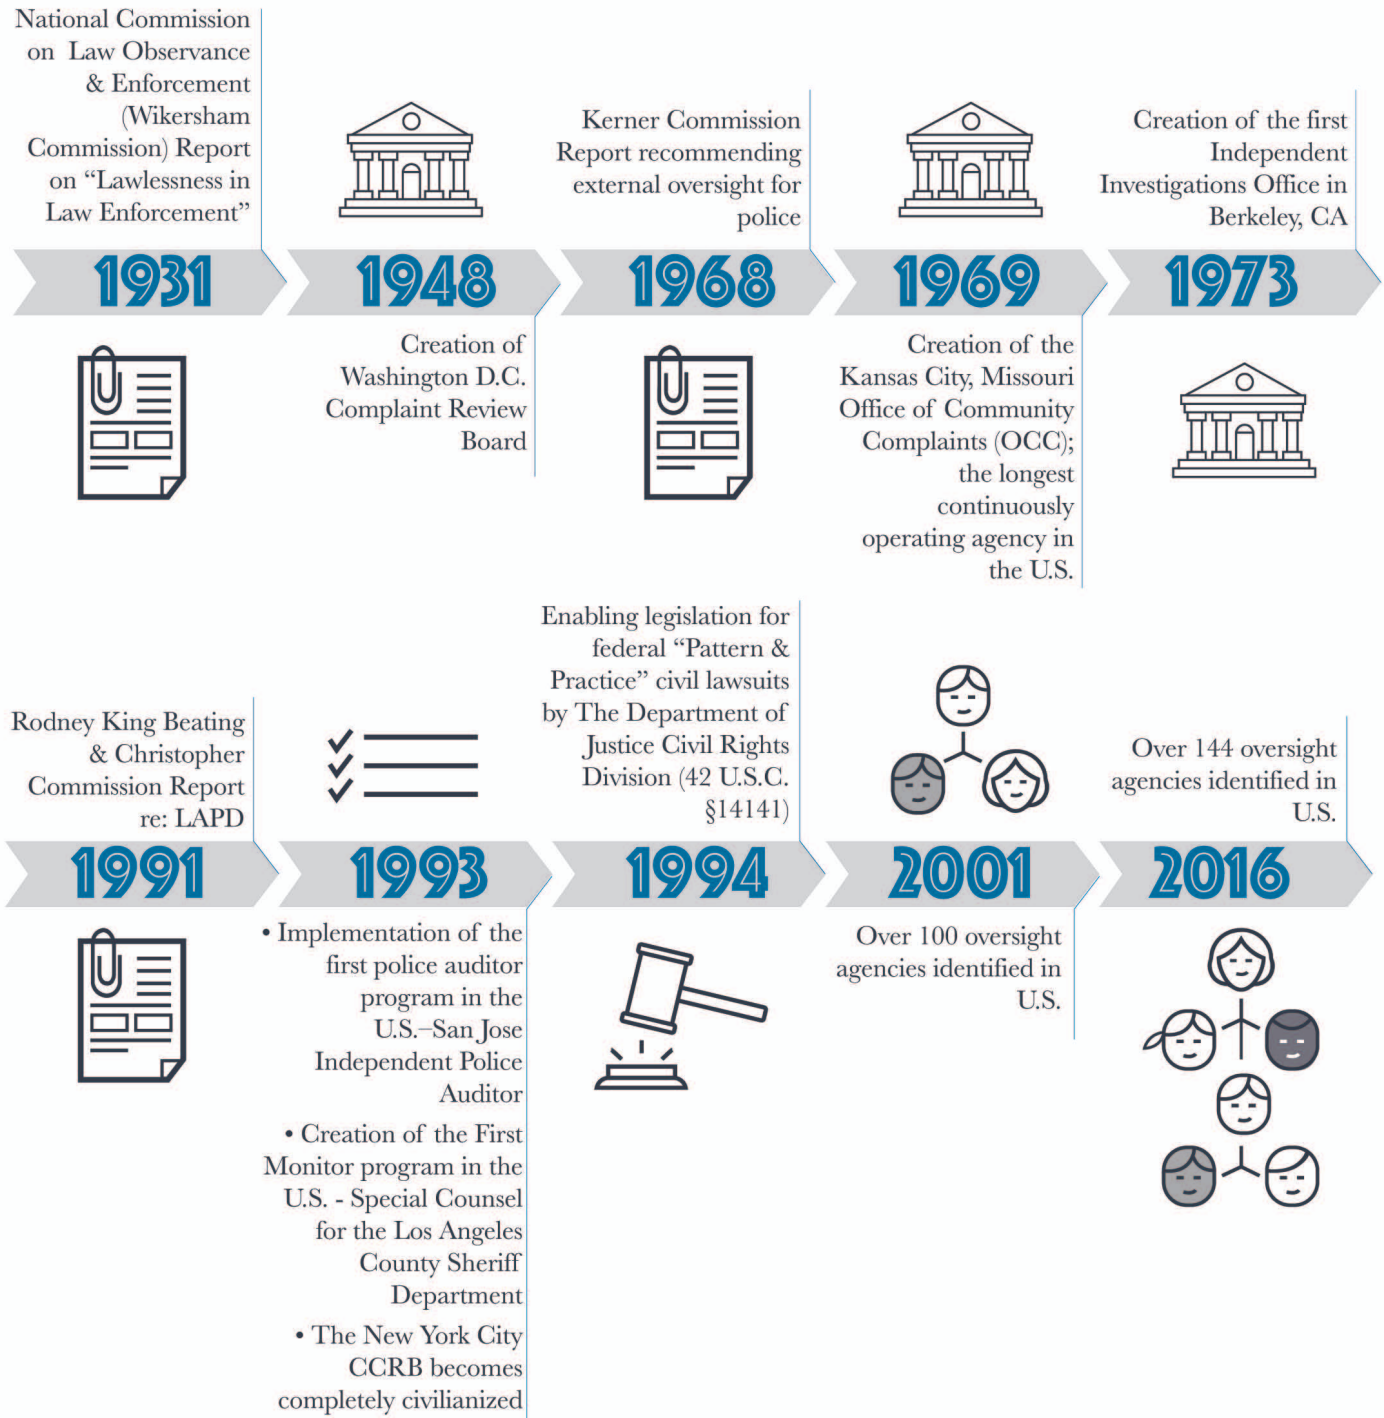 National Commission
on Law Observance
& Enforcement
(Wikersham
Commission) Report
on “Lawlessness in
Law Enforcement”
1931
1948
Creation of
Washington D.C.
Complaint Review
Board
Kerner Commission
Report recommending
external oversight for
police
1968
1969
Creation of the
Kansas City, Missouri
Office of Community
Complaints (OCC);
the longest
continuously
operating agency in
the U.S.
Creation of the first
Independent
Investigations Office in
Berkeley, CA
1973
Rodney King Beating
& Christopher
Commission Report
re: LAPD
1991
1993
• Implementation of the
first police auditor
program in the
U.S.–San Jose
Independent Police
Auditor
• Creation of the First
Monitor program in the
U.S. - Special Counsel
for the Los Angeles
County Sheriff
Department
• The New York City
CCRB becomes
completely civilianized
Enabling legislation for
federal “Pattern &
Practice” civil lawsuits
by The Department of
Justice Civil Rights
Division (42 U.S.C.
§14141)
1994
2001
Over 100 oversight
agencies identified in
U.S.
Over 144 oversight
agencies identified in
U.S.
2016